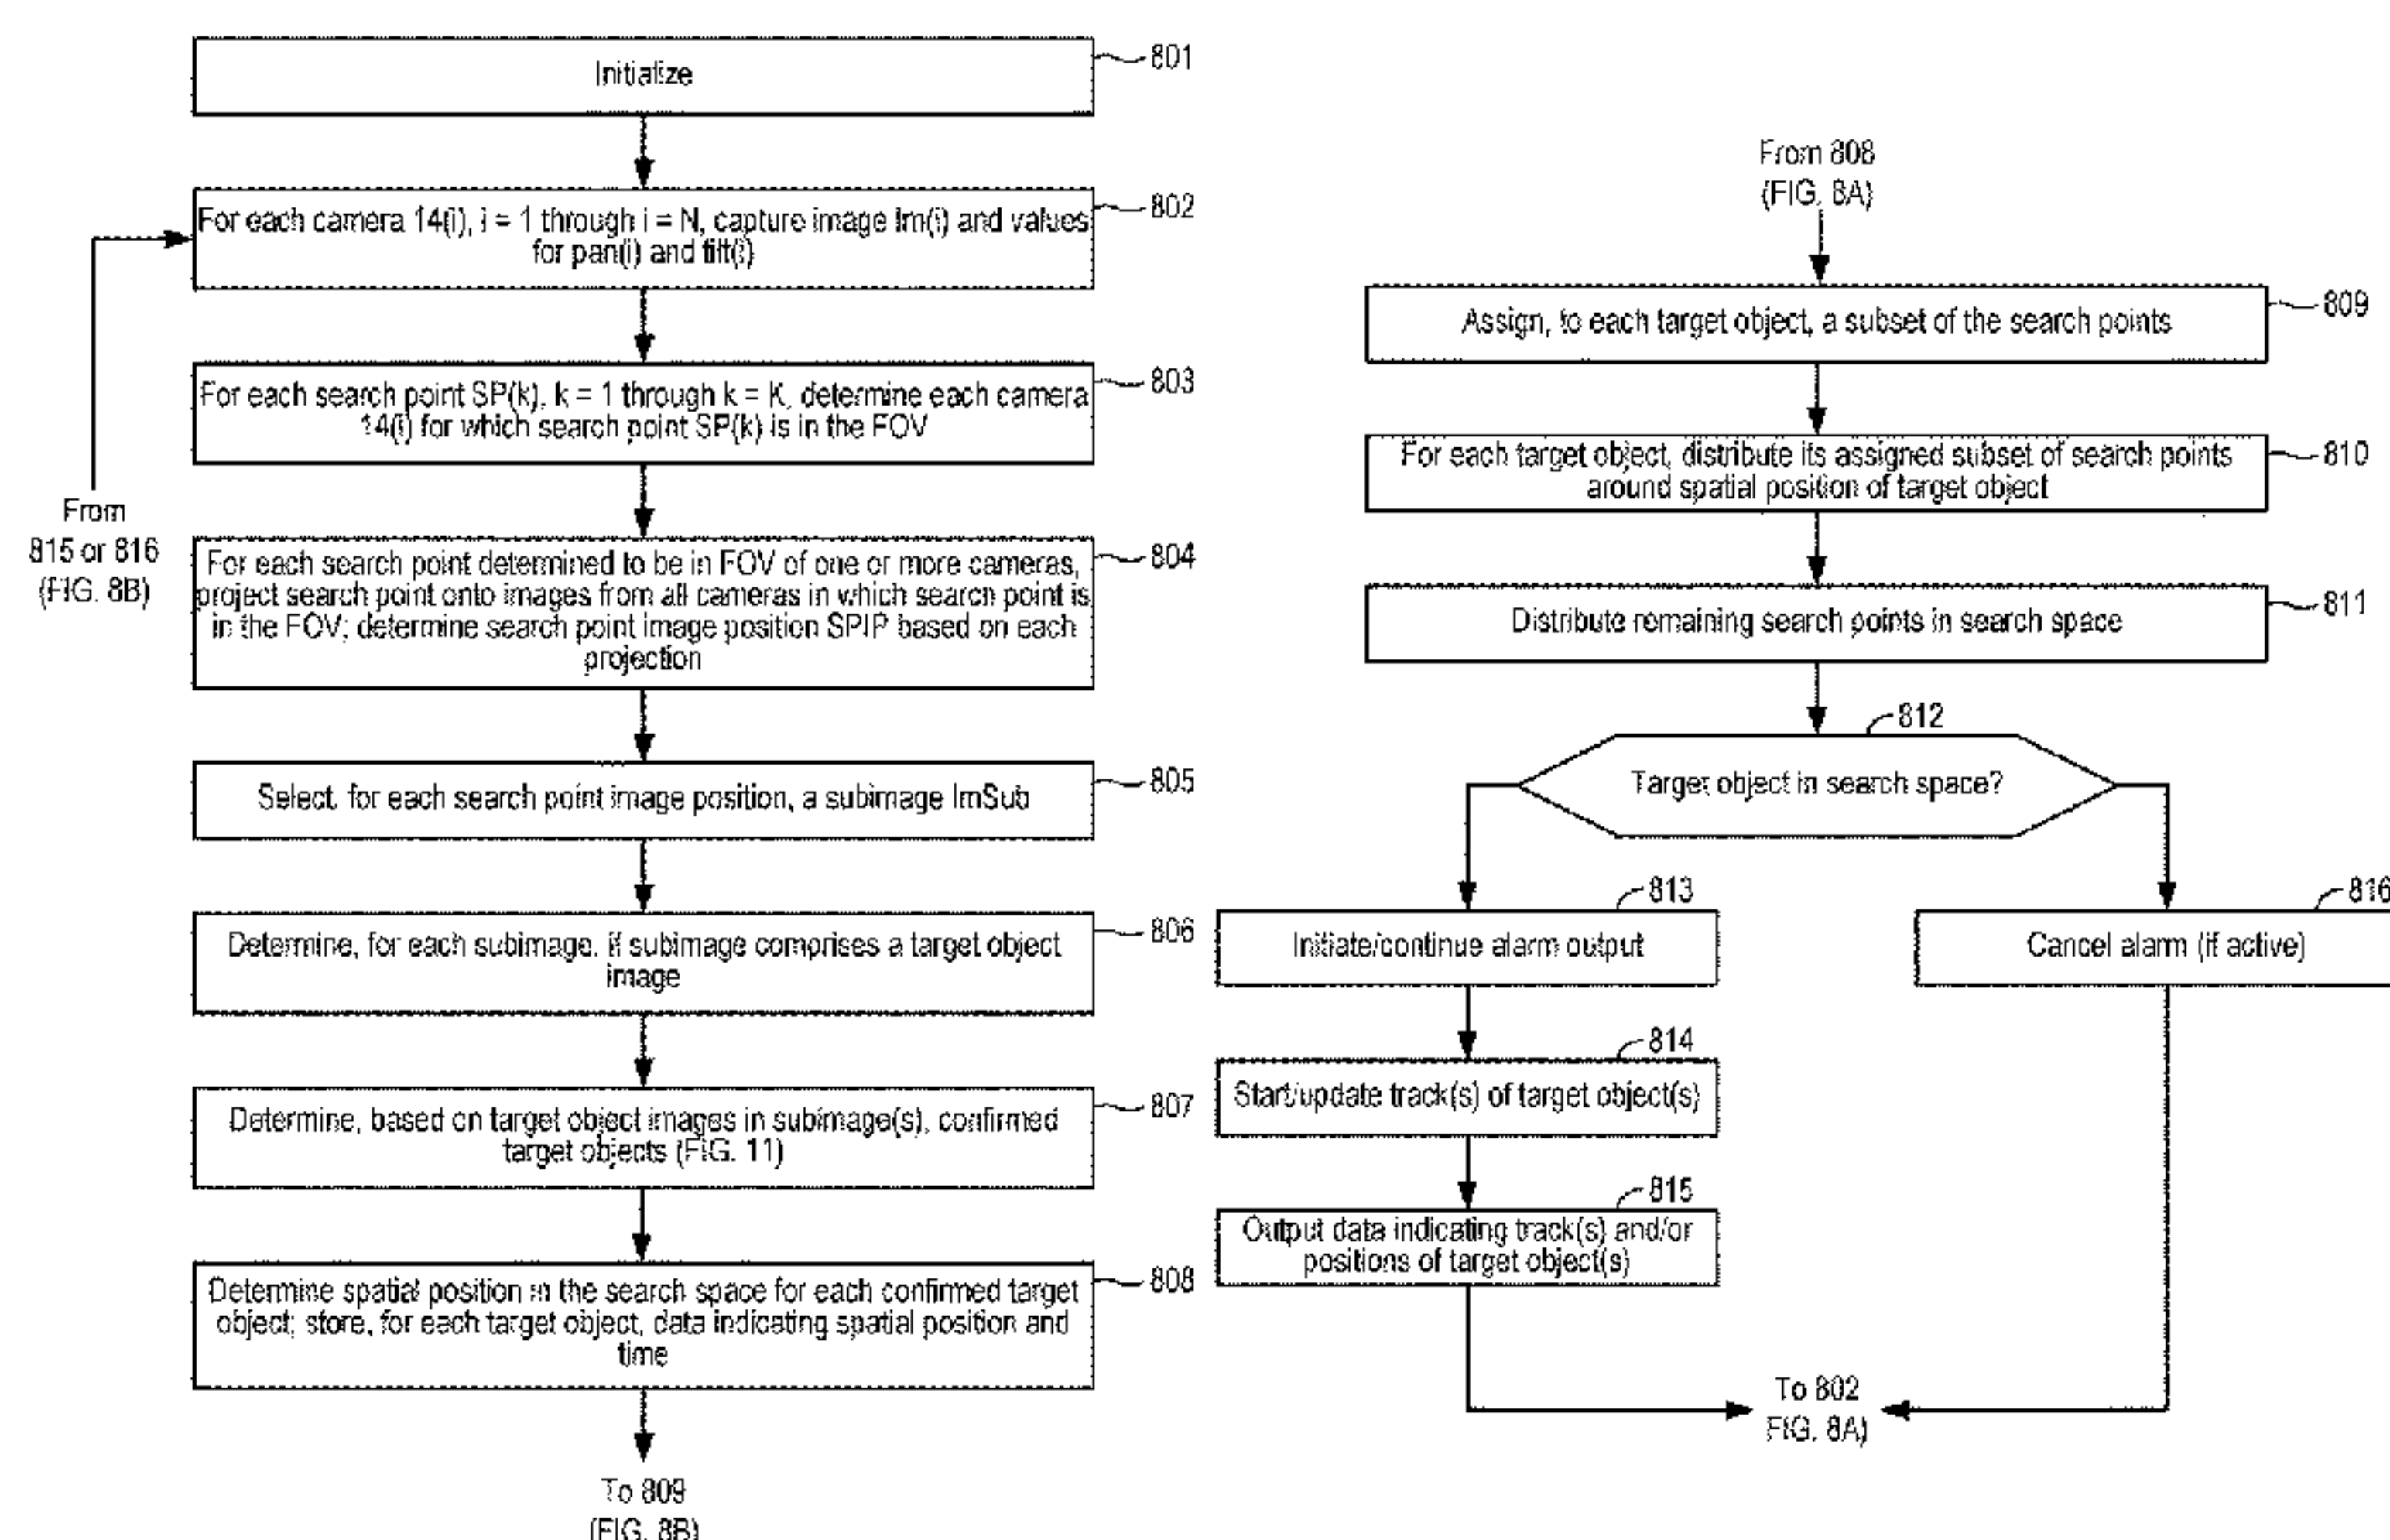 Initialize
801
For each camera 14(i), i = 1 through i = N, capture image Im(i) and values
for pan(i) and tilt(i)
802
For each search point SP(k), k = 1 through k = K, determine each camera
14(i) for which search point SP(k) is in the FOV
803
From
815 or 816
(FIG. 8B)
For each search point determined to be in FOV of one or more cameras,
project search point onto images from all cameras in which search point is
in the FOV; determine search point image position SPIP based on each
projection
804
Select, for each search point image position, a subimage ImSub
805
Determine, for each subimage, if subimage comprises a target object
image
806
Determine, based on target object images in subimage(s), confirmed
target objects (FIG. 11)
807
Determine spatial position in the search space for each confirmed target
object; store, for each target object, data indicating spatial position and
time
808
To 809
(FIG. 8B)
From 808
(FIG. 8A)
Assign, to each target object, a subset of the search points
809
For each target object, distribute its assigned subset of search points
around spatial position of target object
810
Distribute remaining search points in search space
811
812
Target object in search space?
813
Initiate/continue alarm output
816
Cancel alarm (if active)
814
Start/update track(s) of target object(s)
815
Output data indicating track(s) and/or
positions of target object(s)
To 802
FIG. 8A)